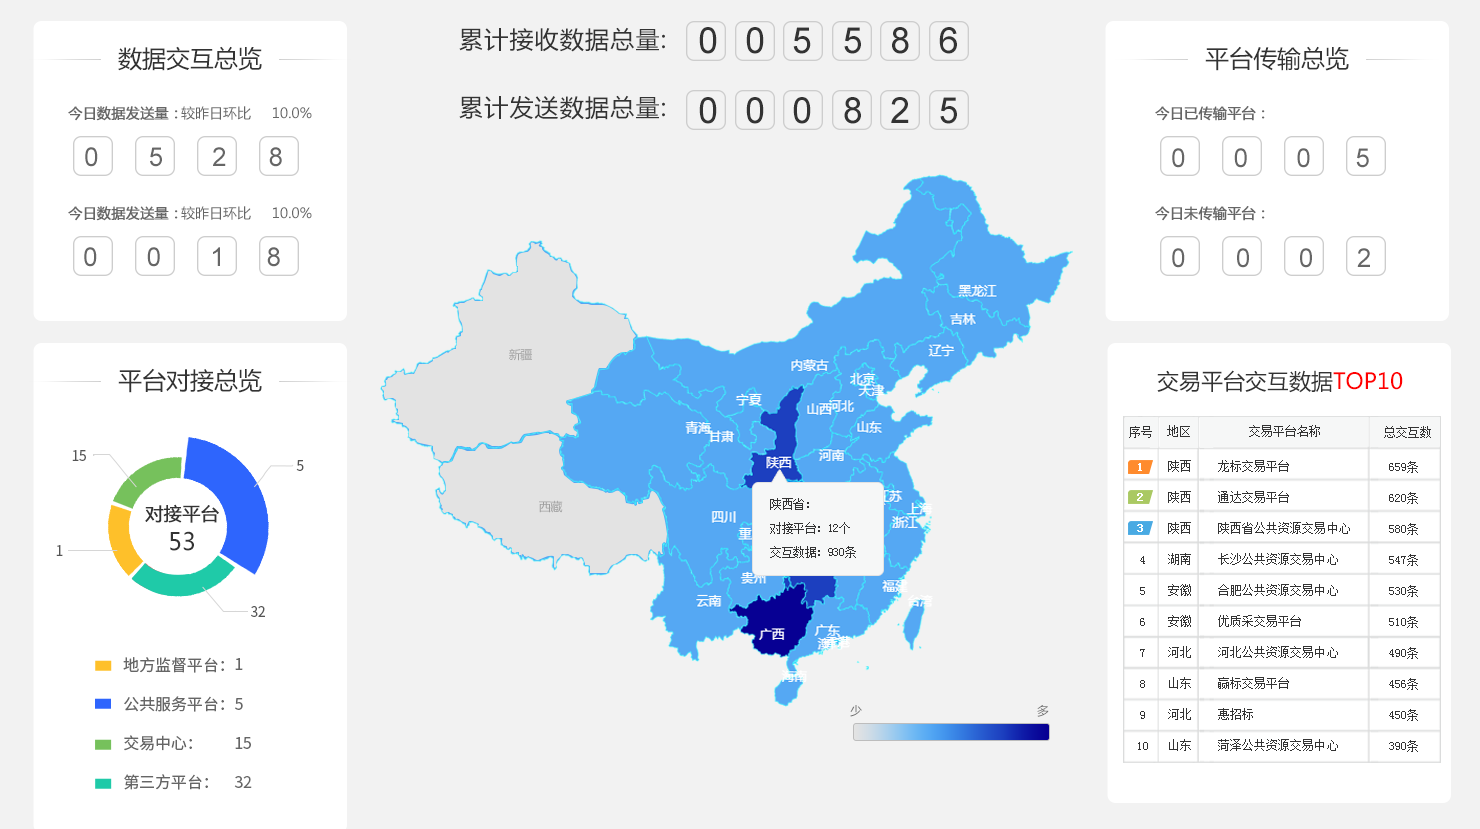 数据交互总览
今日数据发送量 : 较昨日环比 10.0%
0 5 2 8
今日数据发送量 : 较昨日环比 10.0%
0 0 1 8
平台对接总览
15
5
1
32
对接平台
53
地方监督平台: 1
公共服务平台: 5
交易中心: 15
第三方平台: 32
累计接收数据总量: 0 0 5 5 8 6
累计发送数据总量: 0 0 0 8 2 5
黑龙江
吉林
辽宁
新疆
内蒙古
北京
天津
宁夏
山西
河北
青海
甘肃
山东
河南
陕西
西藏
四川
上海
浙江
陕西省:
对接平台: 12个
交互数据: 930条
贵州
云南
福建
台湾
广西
广东
海南
少 多
平台传输总览
今日已传输平台 :
0 0 0 5
今日未传输平台 :
0 0 0 2
交易平台交互数据TOP10
序号 地区 交易平台名称 总交互数
1 陕西 龙标交易平台 659条
2 陕西 通达交易平台 620条
3 陕西 陕西省公共资源交易中心 580条
4 湖南 长沙公共资源交易中心 547条
5 安徽 合肥公共资源交易中心 530条
6 安徽 优质采交易平台 510条
7 河北 河北公共资源交易中心 490条
8 山东 赢标交易平台 456条
9 河北 惠招标 450条
10 山东 菏泽公共资源交易中心 390条